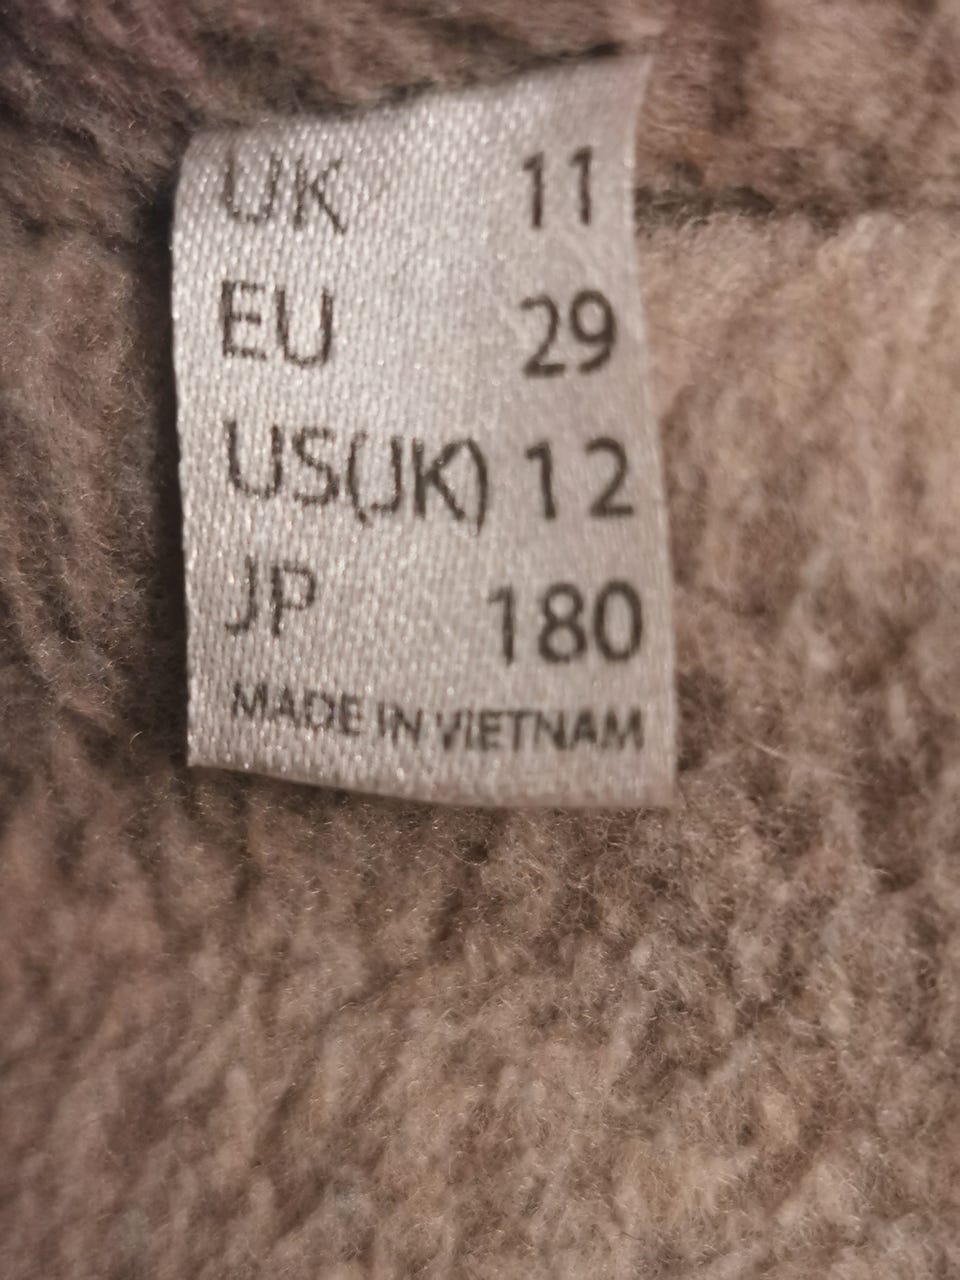 UK 11
EU 29
US(JK) 12
JP 180
MADE IN VIETNAM